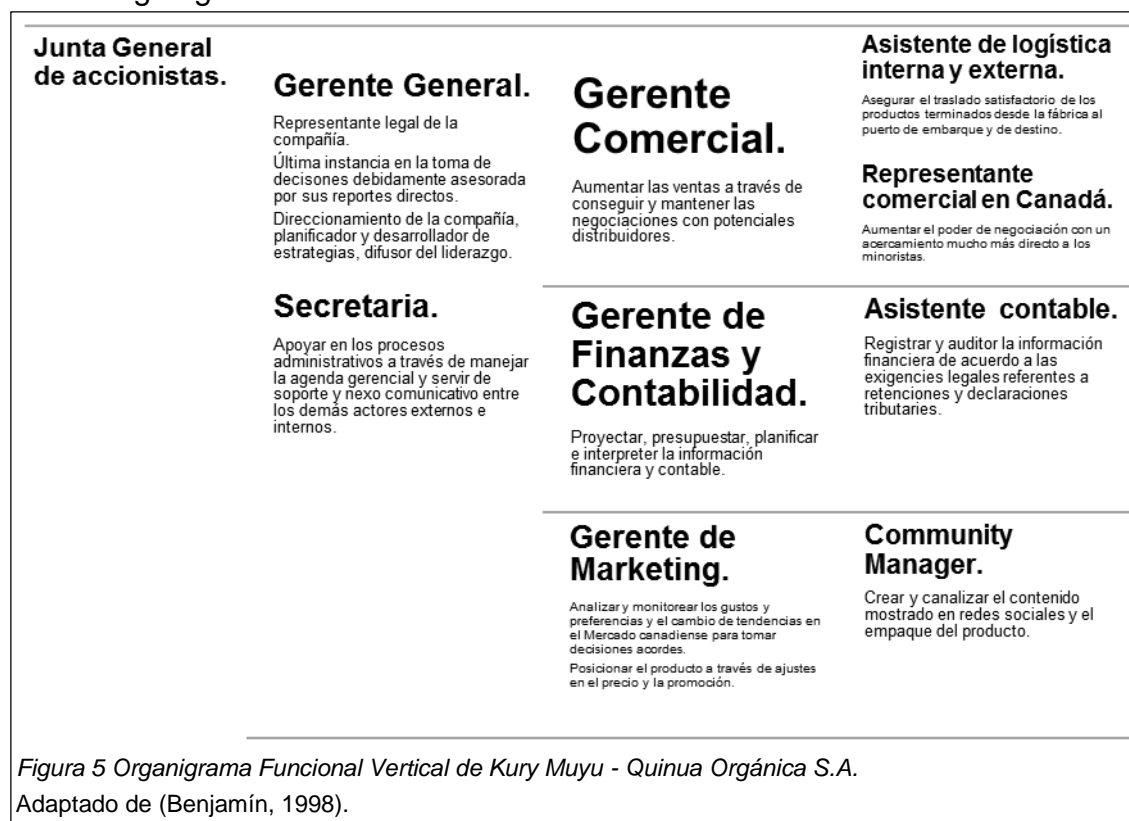 Junta General
de accionistas.
Gerente General.
Representante legal de la
compañía.
Última instancia en la toma de
decisones debidamente asesorada
por sus reportes directos.
Direccionamiento de la compañía,
planificador y desarrollador de
estrategias, difusor del liderazgo.
Secretaria.
Apoyar en los procesos
administrativos a través de manejar
la agenda gerencial y servir de
soporte y nexo comunicativo entre
los demás actores externos e
internos.
Gerente
Comercial.
Aumentar las ventas a través de
conseguir y mantener las
negociaciones con potenciales
distribuidores.
Asistente de logística
interna y externa.
Asegurar el traslado satisfactorio de los
productos terminados desde la fábrica al
puerto de embarque y de destino.
Representante
comercial en Canadá.
Aumentar el poder de negociación con un
acercamiento mucho más directo a los
minoristas.
Gerente de
Finanzas y
Contabilidad.
Proyectar, presupuestar, planificar
e interpreter la información
financiera y contable.
Asistente contable.
Registrar y auditor la información
financiera de acuerdo a las
exigencies legales referentes a
retenciones y declaraciones
tributaries.
Gerente de
Marketing.
Analizar y monitorear los gustos y
preferencias y el cambio de tendencias en
el Mercado canadiense para tomar
decisiones acordes.
Posicionar el producto a través de ajustes
en el precio y la promoción.
Community
Manager.
Crear y canalizar el contenido
mostrado en redes sociales y el
empaque del producto.
Figura 5 Organigrama Funcional Vertical de Kury Muyu - Quinua Orgánica S.A.
Adaptado de (Benjamín, 1998).